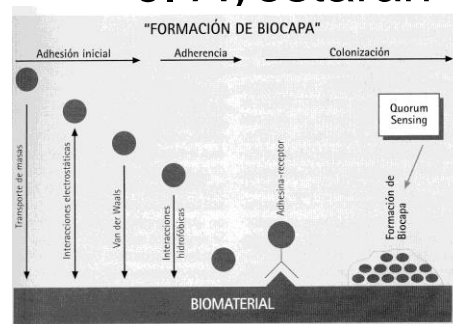 "FORMACIÓN DE BIOCAPA"
Adhesión inicial
Adherencia
Colonización
Transporte de masas
Interacciones electrostáticas
Van der Waals
Interacciones
hidrofóbicas
Adhesina-receptor
Quorum
Sensing
Formación de
Biocapa
BIOMATERIAL